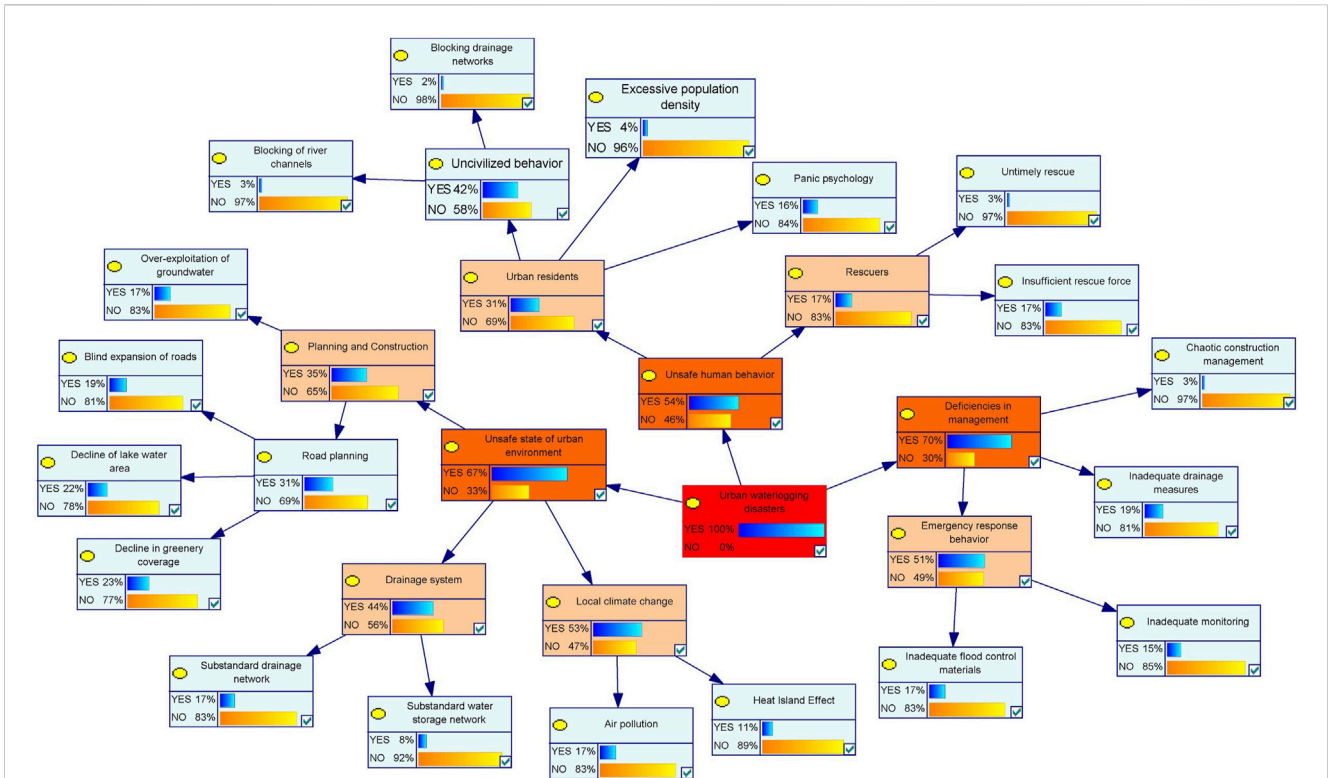 Blocking drainage
networks
YES 2%
NO 98%
Excessive population
density
YES 4%
NO 96%
Blocking of river
channels
YES 3%
NO 97%
Uncivilized behavior
YES 42%
NO 58%
Panic psychology
YES 16%
NO 84%
Untimely rescue
YES 3%
NO 97%
Over-exploitation of
groundwater
YES 17%
NO 83%
Urban residents
YES 31%
NO 69%
Rescuers
YES 17%
NO 83%
Insufficient rescue force
YES 17%
NO 83%
Blind expansion of roads
YES 19%
NO 81%
Planning and Construction
YES 35%
NO 65%
Unsafe human behavior
YES 54%
NO 46%
Chaotic construction
management
YES 3%
NO 97%
Deficiencies in
management
YES 70%
NO 30%
Decline of lake water
area
YES 22%
NO 78%
Road planning
YES 31%
NO 69%
Unsafe state of urban
environment
YES 67%
NO 33%
Urban waterlogging
disasters
YES 100%
NO 0%
Inadequate drainage
measures
YES 19%
NO 81%
Decline in greenery
coverage
YES 23%
NO 77%
Emergency response
behavior
YES 51%
NO 49%
Drainage system
YES 44%
NO 56%
Local climate change
YES 53%
NO 47%
Inadequate monitoring
YES 15%
NO 85%
Substandard drainage
network
YES 17%
NO 83%
Inadequate flood control
materials
YES 17%
NO 83%
Substandard water
storage network
YES 8%
NO 92%
Air pollution
YES 17%
NO 83%
Heat Island Effect
YES 11%
NO 89%